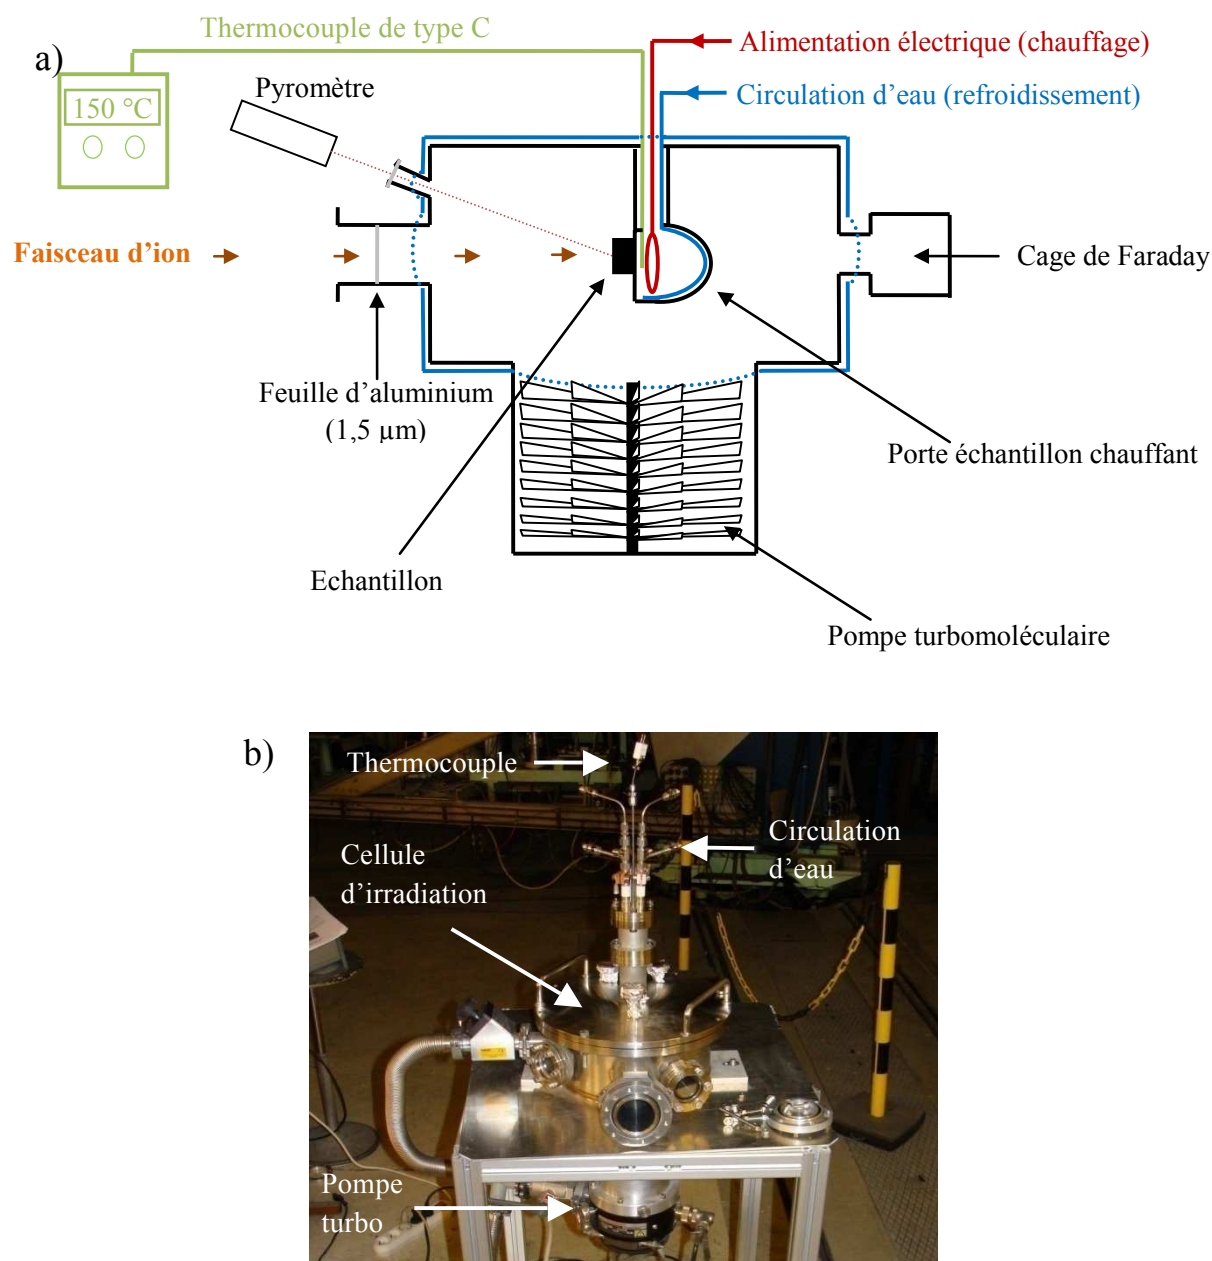 a)
Thermocouple de type C
Alimentation électrique (chauffage)
150 °C
Pyromètre
Circulation d’eau (refroidissement)
Faisceau d’ion
Cage de Faraday
Feuille d’aluminium
(1,5 µm)
Porte échantillon chauffant
Echantillon
Pompe turbomoléculaire
b)
Thermocouple
Circulation
d’eau
Cellule
d’irradiation
Pompe
turbo